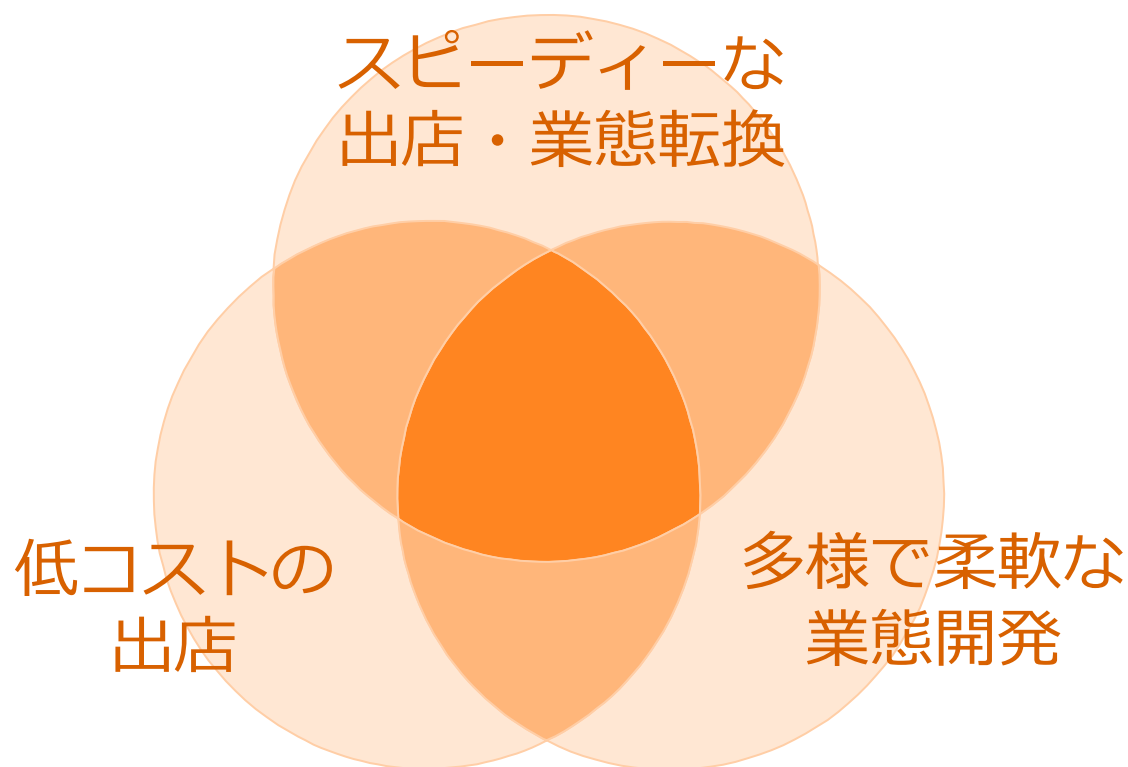 スピーディーな
出店・業態転換
低コストの
出店
多様で柔軟な
業態開発